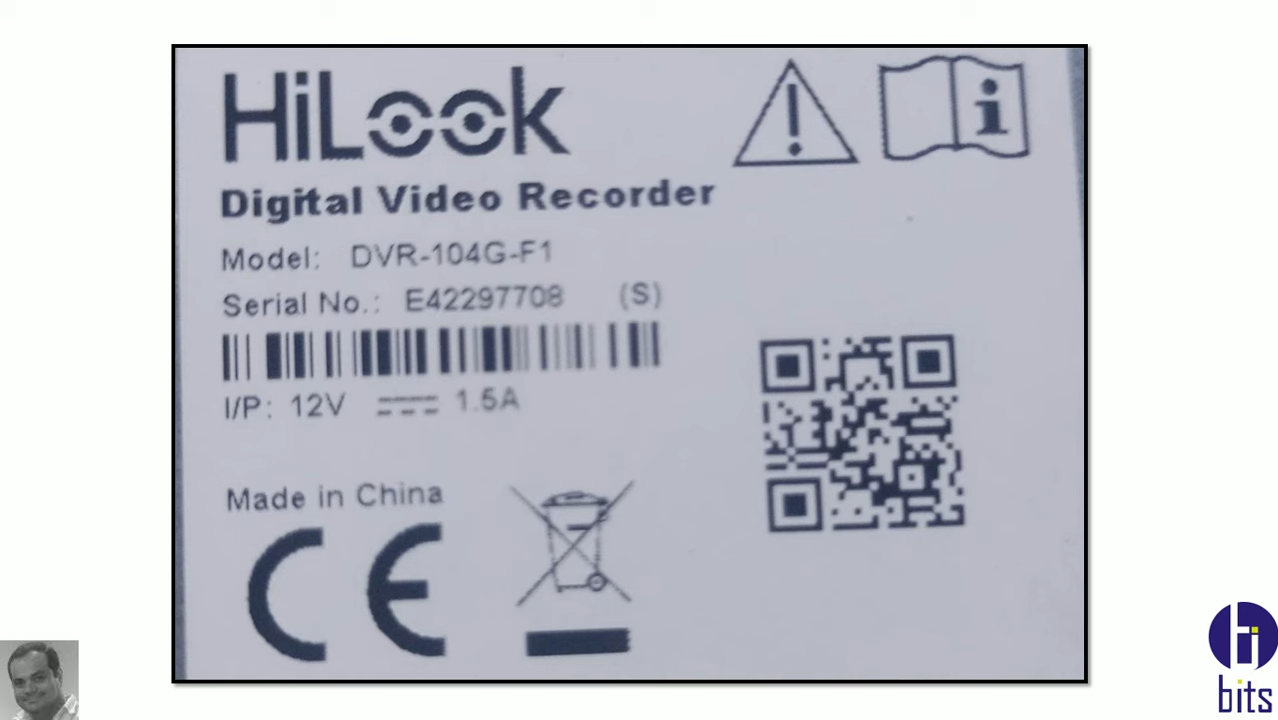 HiLook
Digital Video Recorder
Model: DVR-104G-F1
Serial No.: E42297708 (S)
I/P: 12V ⎓ 1.5A
Made in China
CE
hi
bits